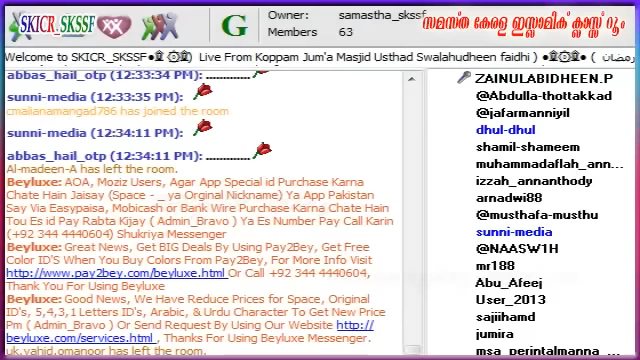 SKICR_SKSSF
G
Owner: samastha_skssf
Members 63
സമസ്ത കേരള ഇസ്ലാമിക് ക്ലാസ്സ് റൂം
Welcome to SKICR_SKSSF Live From Koppam Jum'a Masjid Usthad Swalahudheen faidhi )
abbas_hail_otp (12:33:34 PM): .............
sunni-media (12:33:35 PM):
cmalianamangad786 has joined the room
sunni-media (12:34:11 PM):
abbas_hail_otp (12:34:11 PM): .............
Al-madeen-A has left the room.
Beyluxe: AOA, Moziz Users, Agar App Special id Purchase Karna
Chate Hain Jaisay (Space - _ ya Orginal Nickname) Ya App Pakistan
Say Via Easypaisa, Mobicash or Bank Wire Purchase Karna Chate Hain
Tou Es id Pay Rabta Kijay ( Admin_Bravo ) Ya Es Number Pay Call Karin
(+92 344 4440604) Shukriya Messenger
Beyluxe: Great News, Get BIG Deals By Using Pay2Bey, Get Free
Color ID'S When You Buy Colors From Pay2Bey, For More Info Visit
http://www.pay2bey.com/beyluxe.html Or Call +92 344 4440604,
Thank You For Using Beyluxe
Beyluxe: Good News, We Have Reduce Prices for Space, Original
ID's, 5,4,3,1 Letters ID's, Arabic, & Urdu Character To Get New Price
Pm ( Admin_Bravo ) Or Send Request By Using Our Website http://
beyluxe.com/services.html , Thanks For Using Beyluxe Messenger.
uk.vahid.omanoor has left the room.
ZAINULABIDHEEN.P
@Abdulla-thottakkad
@jafarmanniyil
dhul-dhul
shamil-shameem
muhammadaflah_ann...
izzah_annanthody
arnadwi88
@musthafa-musthu
sunni-media
@NAASW1H
mr188
Abu_Afeej
User_2013
sajiihamd
jumira
msa_perintalmanna_...